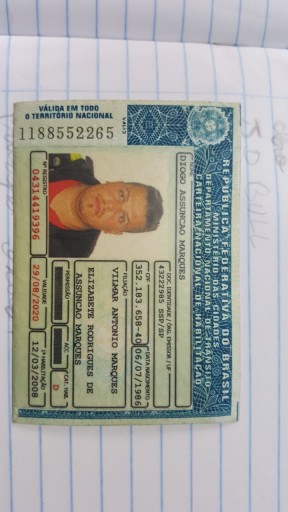 REPÚBLICA FEDERATIVA DO BRASIL
MINISTÉRIO DAS CIDADES
DEPARTAMENTO NACIONAL DE TRÂNSITO
CARTEIRA NACIONAL DE HABILITAÇÃO
VÁLIDA EM TODO
O TERRITÓRIO NACIONAL
1188552265
NOME
DIOGO ASSUNCAO MARQUES
DOC. IDENTIDADE / ÓRG. EMISSOR / UF
43222985 SSP/SP
CPF
DATA NASCIMENTO
352.183.658-40
06/07/1986
FILIAÇÃO
VILMAR ANTONIO MARQUES
ELIZABETE RODRIGUES DE
ASSUNCAO MARQUES
PERMISSÃO
ACC
CAT. HAB.
D
Nº REGISTRO
VALIDADE
1ª HABILITAÇÃO
04314419396
29/08/2020
12/03/2008